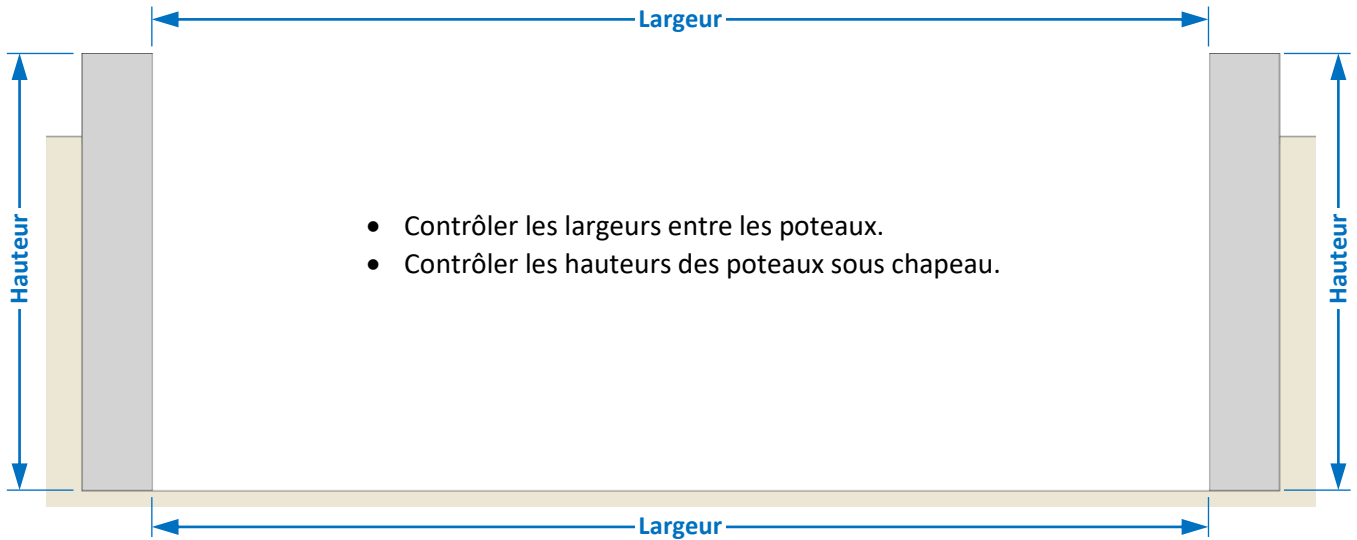 Largeur
Hauteur
• Contrôler les largeurs entre les poteaux.
• Contrôler les hauteurs des poteaux sous chapeau.
Hauteur
Largeur